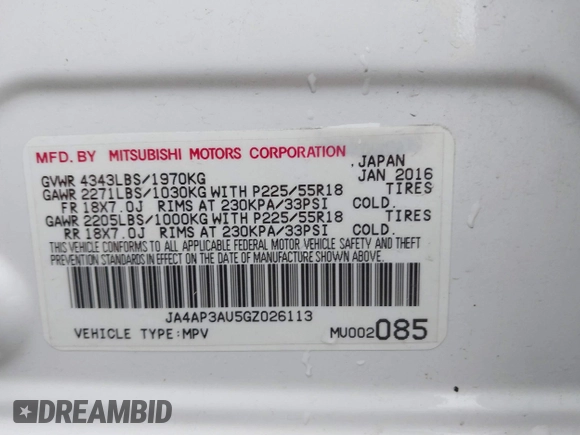 MFD. BY MITSUBISHI MOTORS CORPORATION
, JAPAN
GVWR 4343LBS/1970KG JAN 2016
GAWR 2271LBS/1030KG WITH P225/55R18 TIRES
FR 18X7.0J RIMS AT 230KPA/33PSI COLD.
GAWR 2205LBS/1000KG WITH P225/55R18 TIRES
RR 18X7.0J RIMS AT 230KPA/33PSI COLD.
THIS VEHICLE CONFORMS TO ALL APPLICABLE FEDERAL MOTOR VEHICLE SAFETY AND THEFT
PREVENTION STANDARDS IN EFFECT ON THE DATE OF MANUFACTURE SHOWN ABOVE.
JA4AP3AU5GZ026113
VEHICLE TYPE:MPV MU002085
DREAMBID